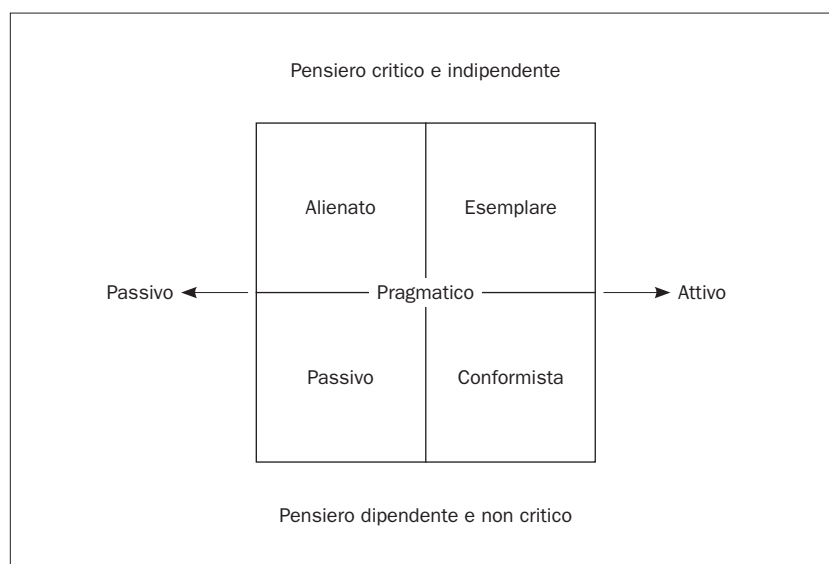 Pensiero critico e indipendente
Alienato
Esemplare
Passivo
Pragmatico
Attivo
Passivo
Conformista
Pensiero dipendente e non critico